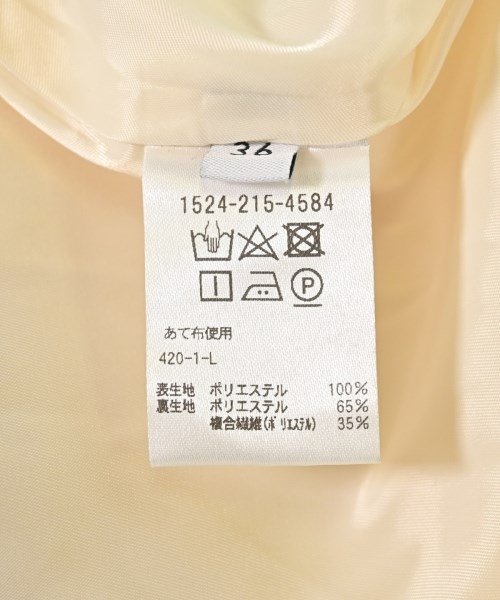 36
1524-215-4584
P
あて布使用
420-1-L
表生地 ポリエステル 100%
裏生地 ポリエステル 65%
複合繊維(ポリエステル) 35%